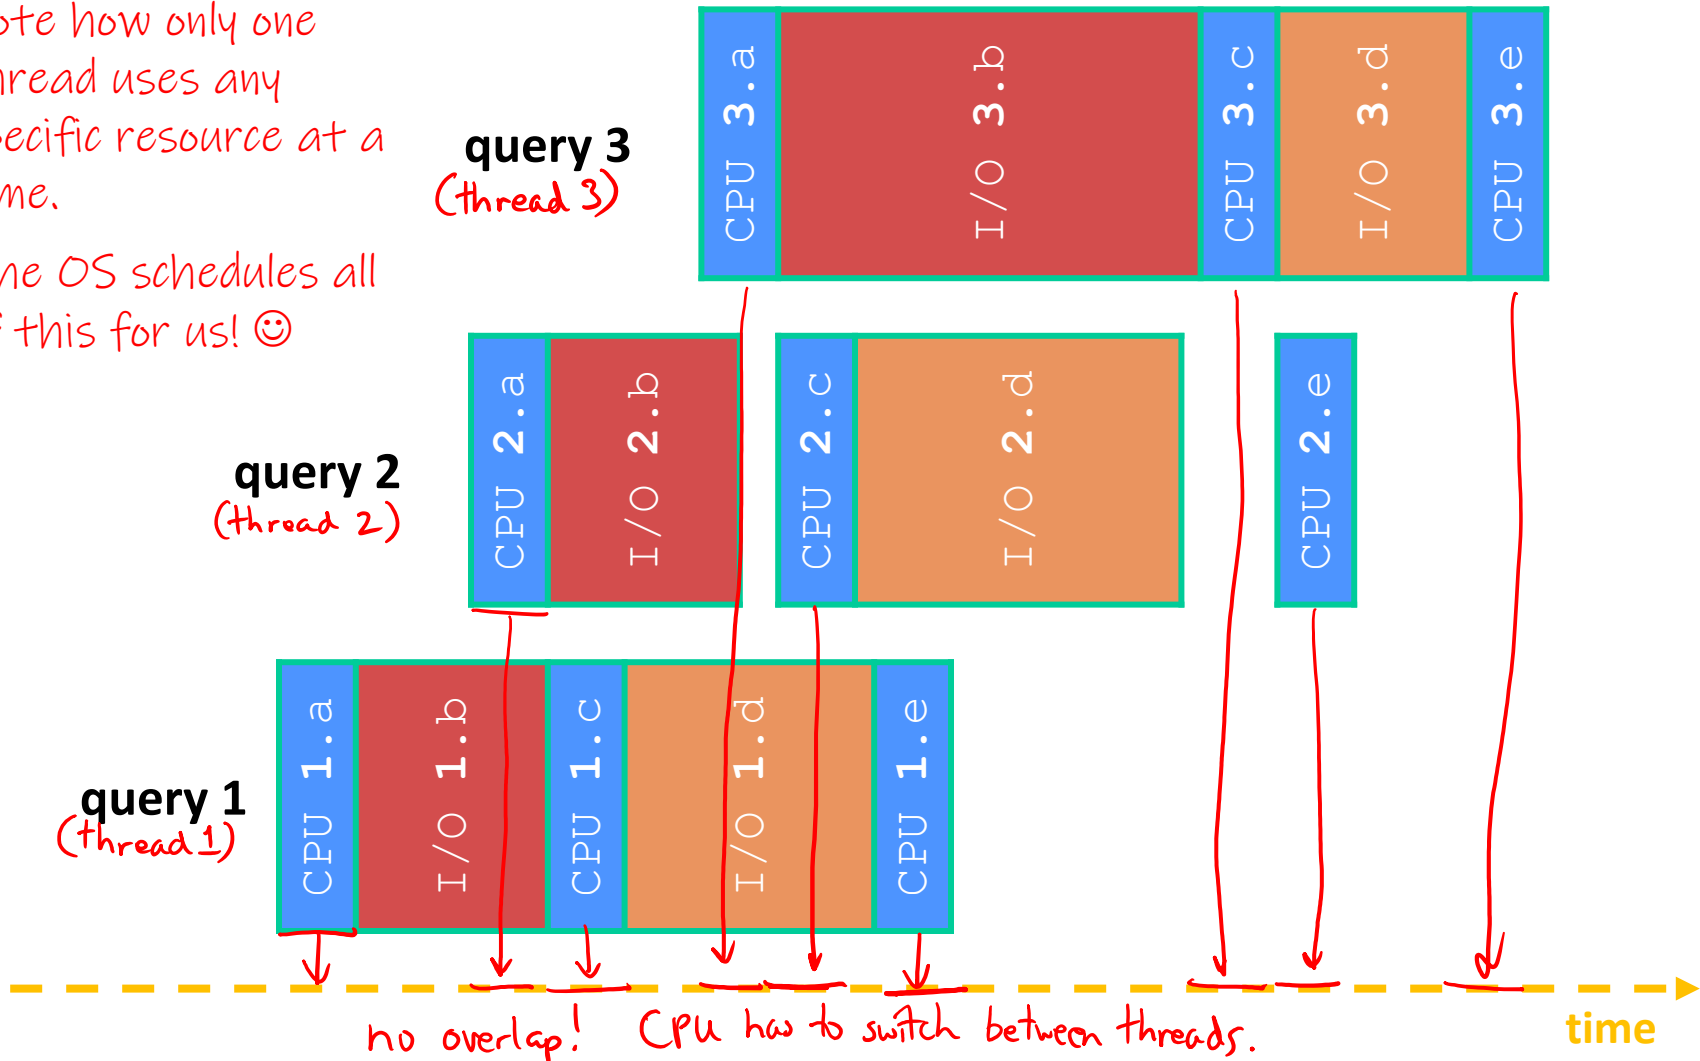 ote how only one
hread uses any
pecific resource at a
me.
he OS schedules all
f this for us! ☺
query 3
(thread 3)
CPU 3.a
I/O 3.b
CPU 3.c
I/O 3.d
CPU 3.e
query 2
(thread 2)
CPU 2.a
I/O 2.b
CPU 2.c
I/O 2.d
CPU 2.e
query 1
(thread 1)
CPU 1.a
I/O 1.b
CPU 1.c
I/O 1.d
CPU 1.e
no overlap! CPU has to switch between threads.
time